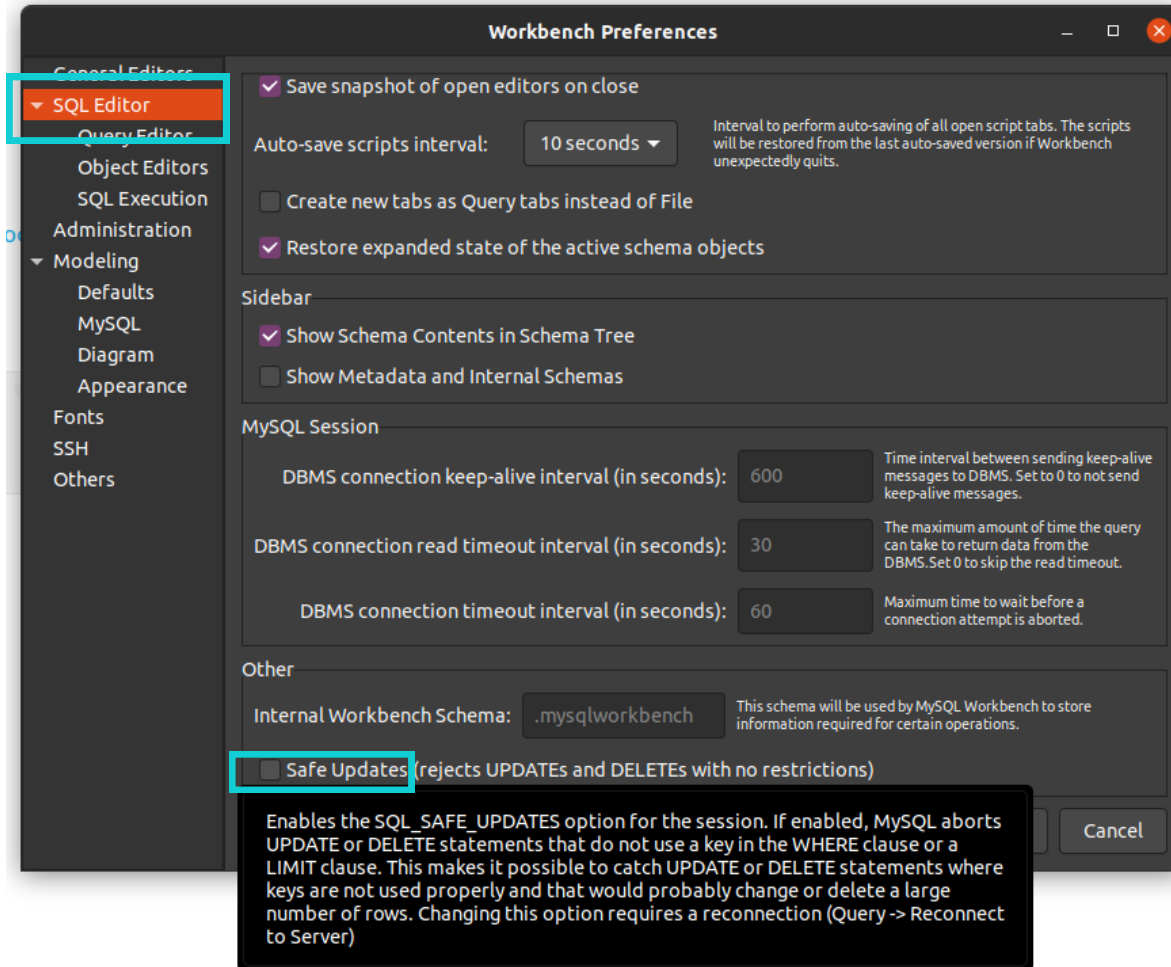 Workbench Preferences
General Editors
SQL Editor
Query Editor
Object Editors
SQL Execution
Administration
Modeling
Defaults
MySQL
Diagram
Appearance
Fonts
SSH
Others
Save snapshot of open editors on close
Auto-save scripts interval:
10 seconds
Interval to perform auto-saving of all open script tabs. The scripts
will be restored from the last auto-saved version if Workbench
unexpectedly quits.
Create new tabs as Query tabs instead of File
Restore expanded state of the active schema objects
Sidebar
Show Schema Contents in Schema Tree
Show Metadata and Internal Schemas
MySQL Session
DBMS connection keep-alive interval (in seconds):
600
Time interval between sending keep-alive
messages to DBMS. Set to 0 to not send
keep-alive messages.
DBMS connection read timeout interval (in seconds):
30
The maximum amount of time the query
can take to return data from the
DBMS.Set 0 to skip the read timeout.
DBMS connection timeout interval (in seconds):
60
Maximum time to wait before a
connection attempt is aborted.
Other
Internal Workbench Schema:
.mysqlworkbench
This schema will be used by MySQL Workbench to store
information required for certain operations.
Safe Updates (rejects UPDATEs and DELETEs with no restrictions)
Enables the SQL_SAFE_UPDATES option for the session. If enabled, MySQL aborts
UPDATE or DELETE statements that do not use a key in the WHERE clause or a
LIMIT clause. This makes it possible to catch UPDATE or DELETE statements where
keys are not used properly and that would probably change or delete a large
number of rows. Changing this option requires a reconnection (Query -> Reconnect
to Server)
Cancel